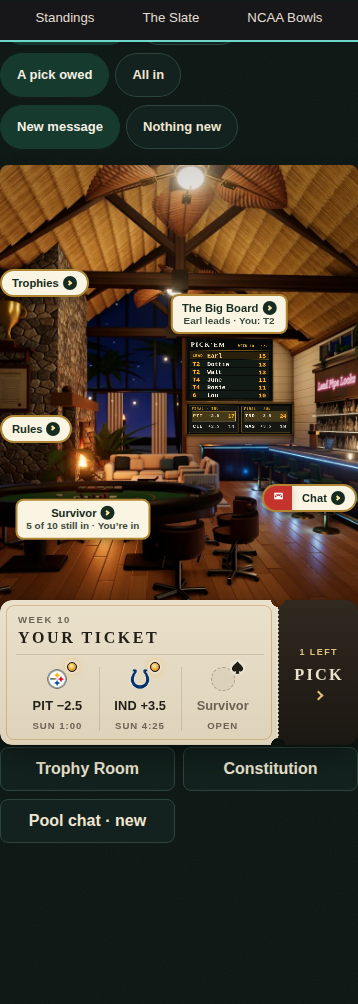 Standings The Slate NCAA Bowls
A pick owed All in
New message Nothing new
Trophies
The Big Board
Earl leads · You: T2
PICK'EM
Earl 15
T2 Dottie 13
T2 Walt 13
T4 June 11
T4 Rosie 11
6 Lou 10
Rules
Survivor
5 of 10 still in · You're in
Chat
WEEK 10
YOUR TICKET
PIT −2.5 IND +3.5 Survivor
SUN 1:00 SUN 4:25 OPEN
1 LEFT
PICK
Trophy Room Constitution
Pool chat · new